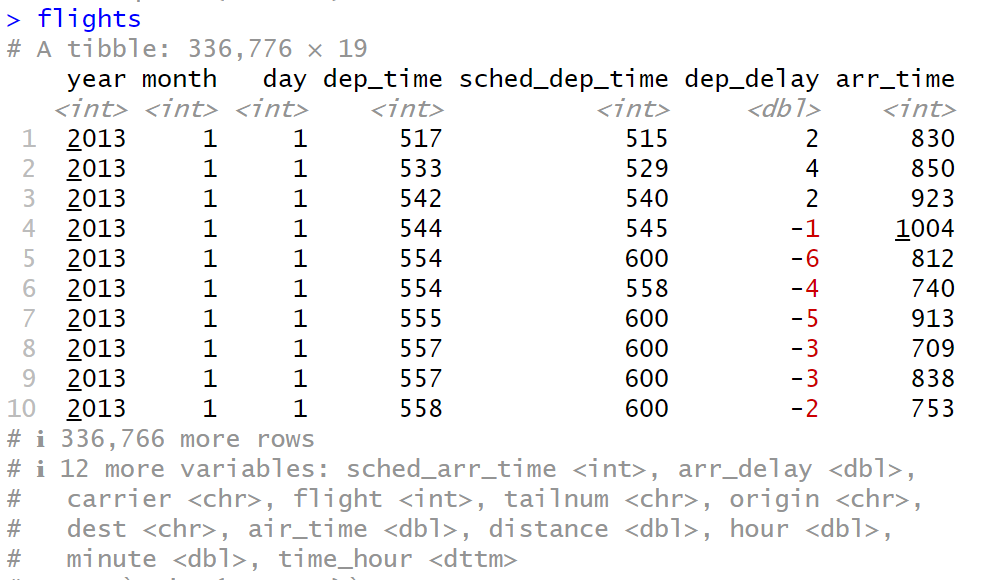 > flights
# A tibble: 336,776 × 19
year month day dep_time sched_dep_time dep_delay arr_time
<int> <int> <int> <int> <int> <dbl> <int>
1 2013 1 1 517 515 2 830
2 2013 1 1 533 529 4 850
3 2013 1 1 542 540 2 923
4 2013 1 1 544 545 -1 1004
5 2013 1 1 554 600 -6 812
6 2013 1 1 554 558 -4 740
7 2013 1 1 555 600 -5 913
8 2013 1 1 557 600 -3 709
9 2013 1 1 557 600 -3 838
10 2013 1 1 558 600 -2 753
# ℹ 336,766 more rows
# ℹ 12 more variables: sched_arr_time <int>, arr_delay <dbl>,
# carrier <chr>, flight <int>, tailnum <chr>, origin <chr>,
# dest <chr>, air_time <dbl>, distance <dbl>, hour <dbl>,
# minute <dbl>, time_hour <dttm>